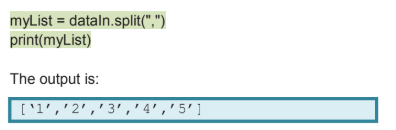 myList = dataIn.split(",")
print(myList)
The output is:
[‘1’,’2’,’3’,’4’,’5’]